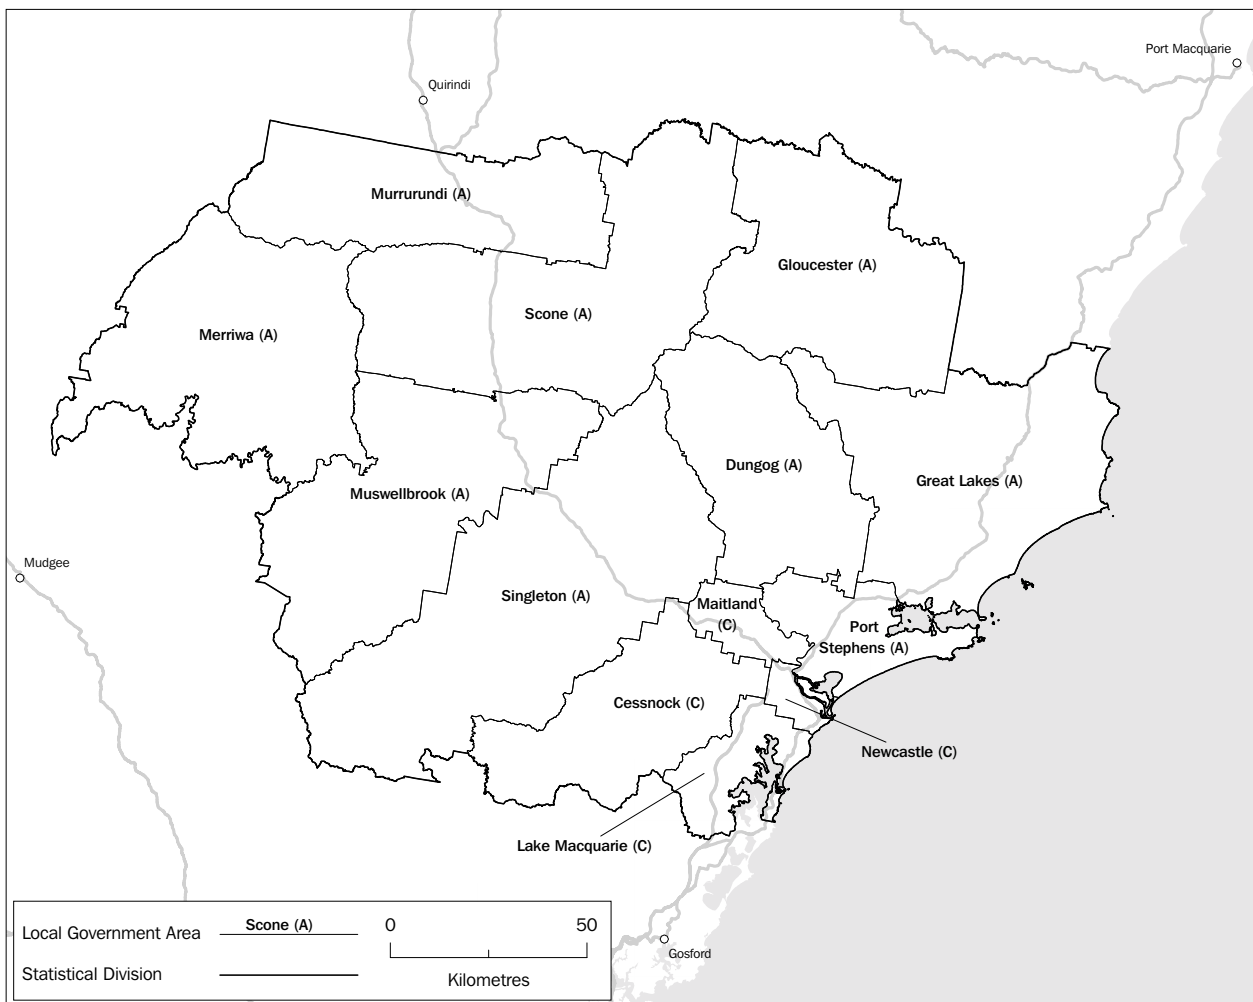 Port Macquarie
Quirindi
Murrurundi (A)
Gloucester (A)
Scone (A)
Merriwa (A)
Dungog (A)
Great Lakes (A)
Muswellbrook (A)
Mudgee
Singleton (A)
Maitland
(C)
Port
Stephens (A)
Cessnock (C)
Newcastle (C)
Lake Macquarie (C)
Gosford
Local Government Area
Scone (A)
0
50
Statistical Division
Kilometres